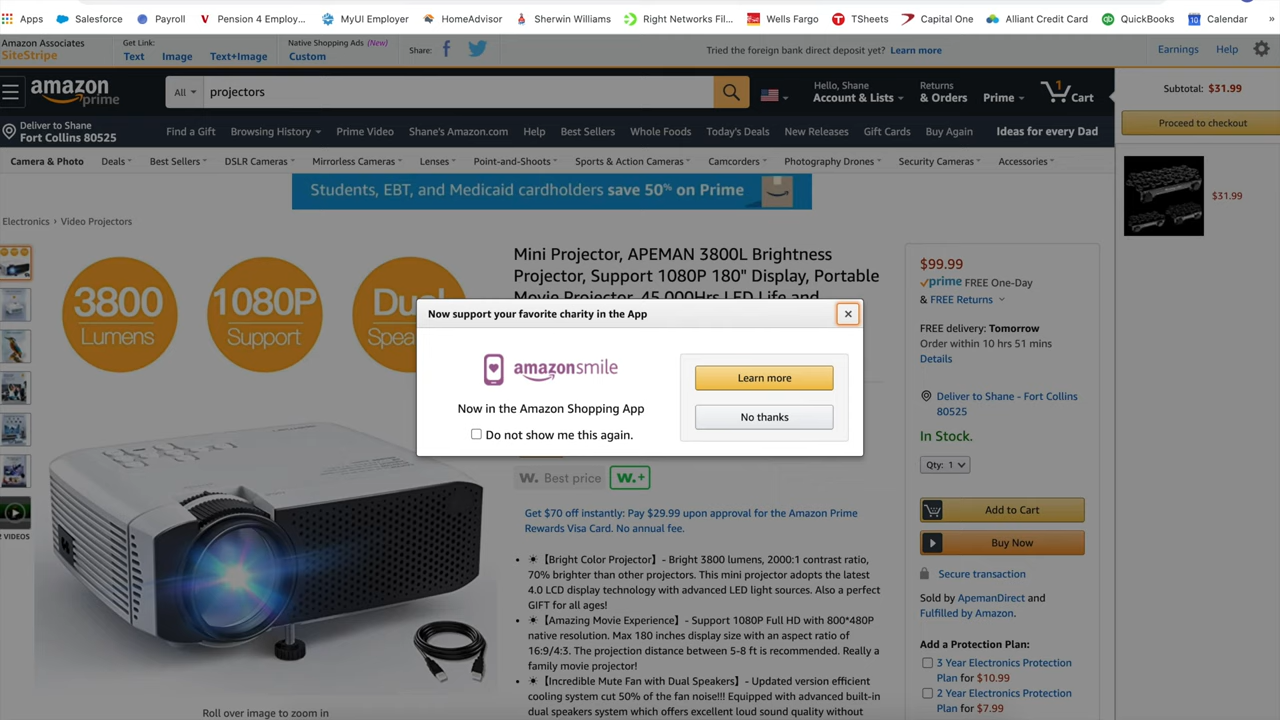 Apps Salesforce Payroll Pension 4 Employ... MyUI Employer HomeAdvisor Sherwin Williams Right Networks Fil... Wells Fargo TSheets Capital One Alliant Credit Card QuickBooks Calendar »
Amazon Associates
SiteStripe
Get Link:
Text Image Text+Image
Native Shopping Ads (New)
Custom
Share:
Tried the foreign bank direct deposit yet? Learn more
Earnings Help
amazon
prime
All projectors
Hello, Shane
Account & Lists
Returns
& Orders
Prime
1
Cart
Subtotal: $31.99
Proceed to checkout
$31.99
Deliver to Shane
Fort Collins 80525
Find a Gift Browsing History Prime Video Shane's Amazon.com Help Best Sellers Whole Foods Today's Deals New Releases Gift Cards Buy Again Ideas for every Dad
Camera & Photo Deals Best Sellers DSLR Cameras Mirrorless Cameras Lenses Point-and-Shoots Sports & Action Cameras Camcorders Photography Drones Security Cameras Accessories
Students, EBT, and Medicaid cardholders save 50% on Prime
Electronics › Video Projectors
2 VIDEOS
3800
Lumens
1080P
Support
Dual
Spea
Roll over image to zoom in
Mini Projector, APEMAN 3800L Brightness
Projector, Support 1080P 180" Display, Portable
Movie Projector, 45,000Hrs LED Life and
Now support your favorite charity in the App
×
amazonsmile
Now in the Amazon Shopping App
Do not show me this again.
Learn more
No thanks
W. Best price W.+
Get $70 off instantly: Pay $29.99 upon approval for the Amazon Prime
Rewards Visa Card. No annual fee.
• ☀【Bright Color Projector】- Bright 3800 lumens, 2000:1 contrast ratio,
70% brighter than other projectors. This mini projector adopts the latest
4.0 LCD display technology with advanced LED light sources. Also a perfect
GIFT for all ages!
• ☀【Amazing Movie Experience】- Support 1080P Full HD with 800*480P
native resolution. Max 180 inches display size with an aspect ratio of
16:9/4:3. The projection distance between 5-8 ft is recommended. Really a
family movie projector!
• ☀【Incredible Mute Fan with Dual Speakers】- Updated version efficient
cooling system cut 50% of the fan noise!!! Equipped with advanced built-in
dual speakers system which offers excellent loud sound quality without
$99.99
prime FREE One-Day
& FREE Returns
FREE delivery: Tomorrow
Order within 10 hrs 51 mins
Details
Deliver to Shane - Fort Collins
80525
In Stock.
Qty: 1
Add to Cart
Buy Now
Secure transaction
Sold by ApemanDirect and
Fulfilled by Amazon.
Add a Protection Plan:
3 Year Electronics Protection
Plan for $10.99
2 Year Electronics Protection
Plan for $7.99